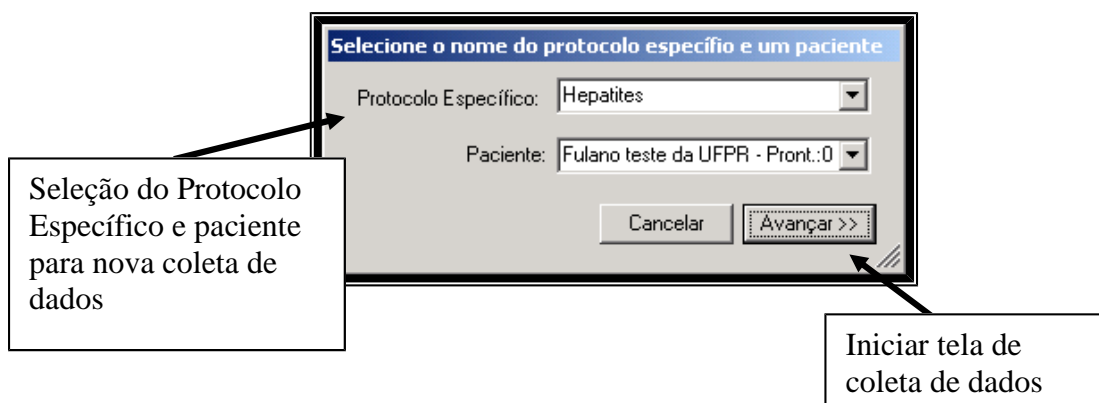 Selecione o nome do protocolo específio e um paciente
Protocolo Específico: Hepatites
Paciente: Fulano teste da UFPR - Pront.:0
Cancelar Avançar >>
Seleção do Protocolo
Específico e paciente
para nova coleta de
dados
Iniciar tela de
coleta de dados